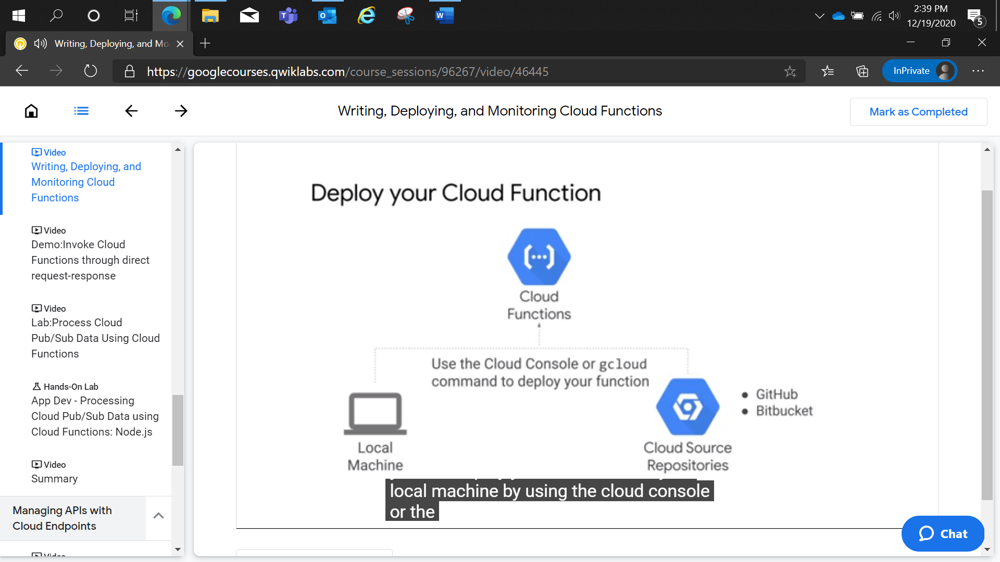 2:39 PM
12/19/2020
5
Writing, Deploying, and Mo
https://googlecourses.qwiklabs.com/course_sessions/96267/video/46445
InPrivate
Writing, Deploying, and Monitoring Cloud Functions
Mark as Completed
Video
Writing, Deploying, and
Monitoring Cloud
Functions
Video
Demo:Invoke Cloud
Functions through direct
request-response
Video
Lab:Process Cloud
Pub/Sub Data Using Cloud
Functions
Hands-On Lab
App Dev - Processing
Cloud Pub/Sub Data using
Cloud Functions: Node.js
Video
Summary
Managing APIs with
Cloud Endpoints
Video
Deploy your Cloud Function
Cloud
Functions
Use the Cloud Console or gcloud
command to deploy your function
Local
Machine
Cloud Source
Repositories
• GitHub
• Bitbucket
local machine by using the cloud console
or the
Chat